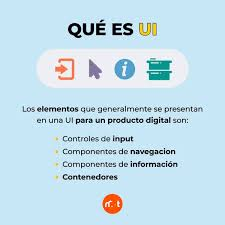 QUÉ ES UI
Los elementos que generalmente se presentan
en una UI para un producto digital son:
Controles de input
Componentes de navegacion
Componentes de información
Contenedores